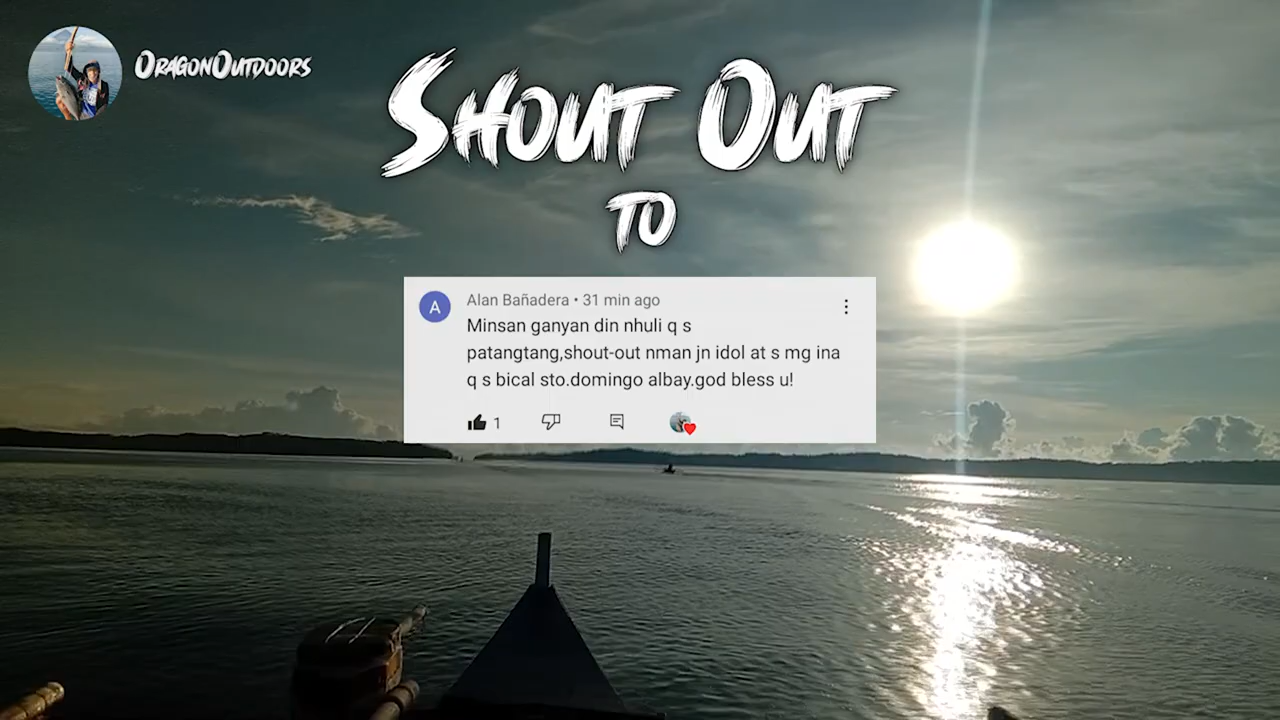 OragonOutdoors
Shout Out
to
A
Alan Bañadera • 31 min ago
Minsan ganyan din nhuli q s
patangtang,shout-out nman jn idol at s mg ina
q s bical sto.domingo albay.god bless u!
1